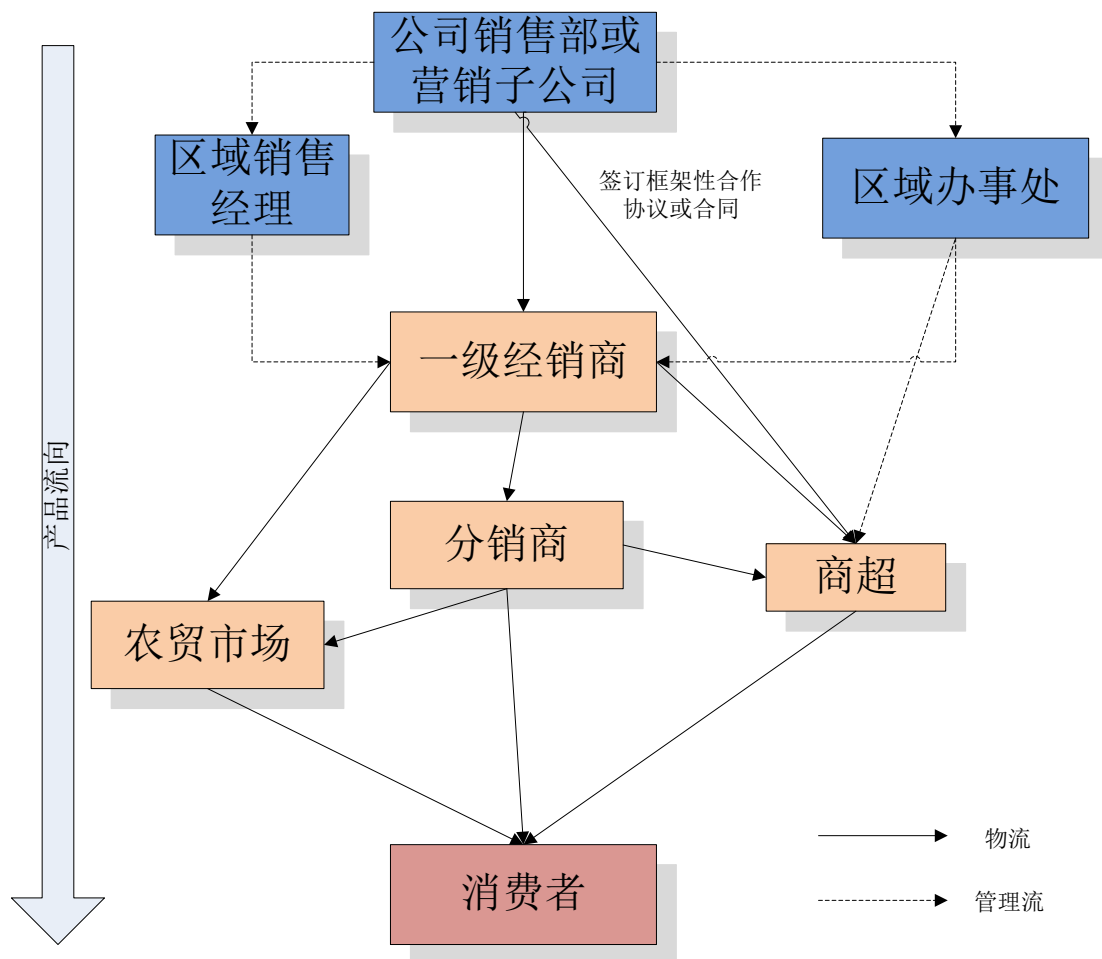 公司销售部或
营销子公司
区域销售
经理
签订框架性合作
协议或合同
区域办事处
一级经销商
产品流向
分销商
商超
农贸市场
消费者
物流
管理流